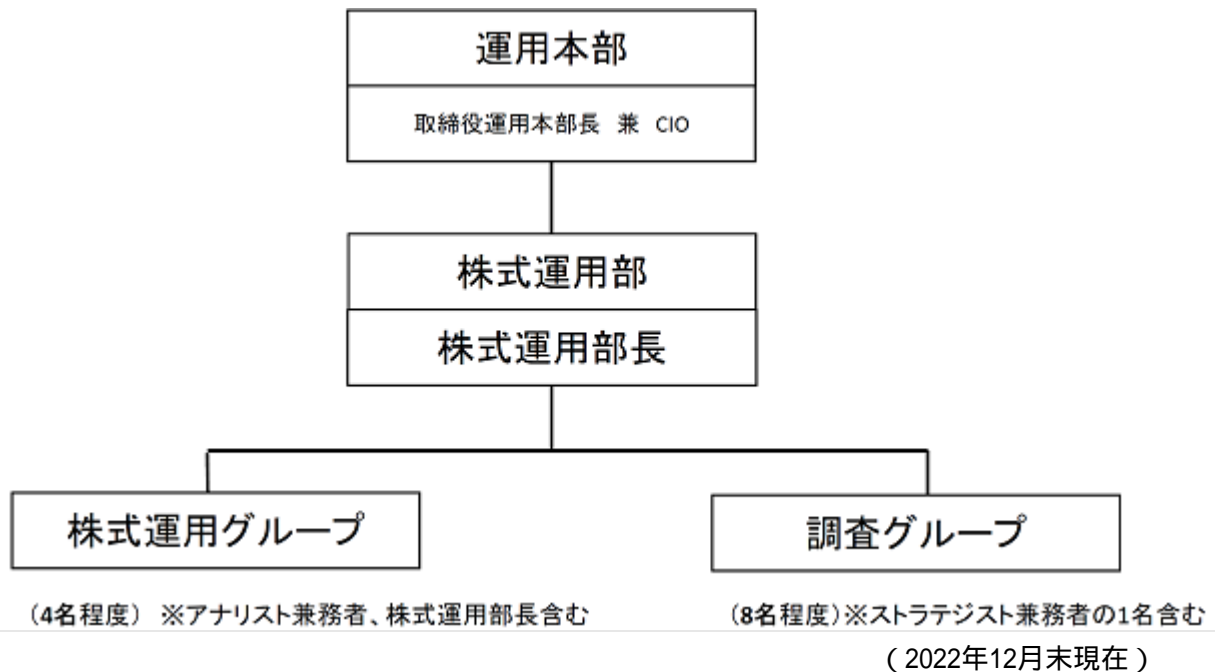 運用本部
取締役運用本部長 兼 CIO
株式運用部
株式運用部長
株式運用グループ
調査グループ
(4名程度) ※アナリスト兼務者、株式運用部長含む
(8名程度)※ストラテジスト兼務者の1名含む
(2022年12月末現在)